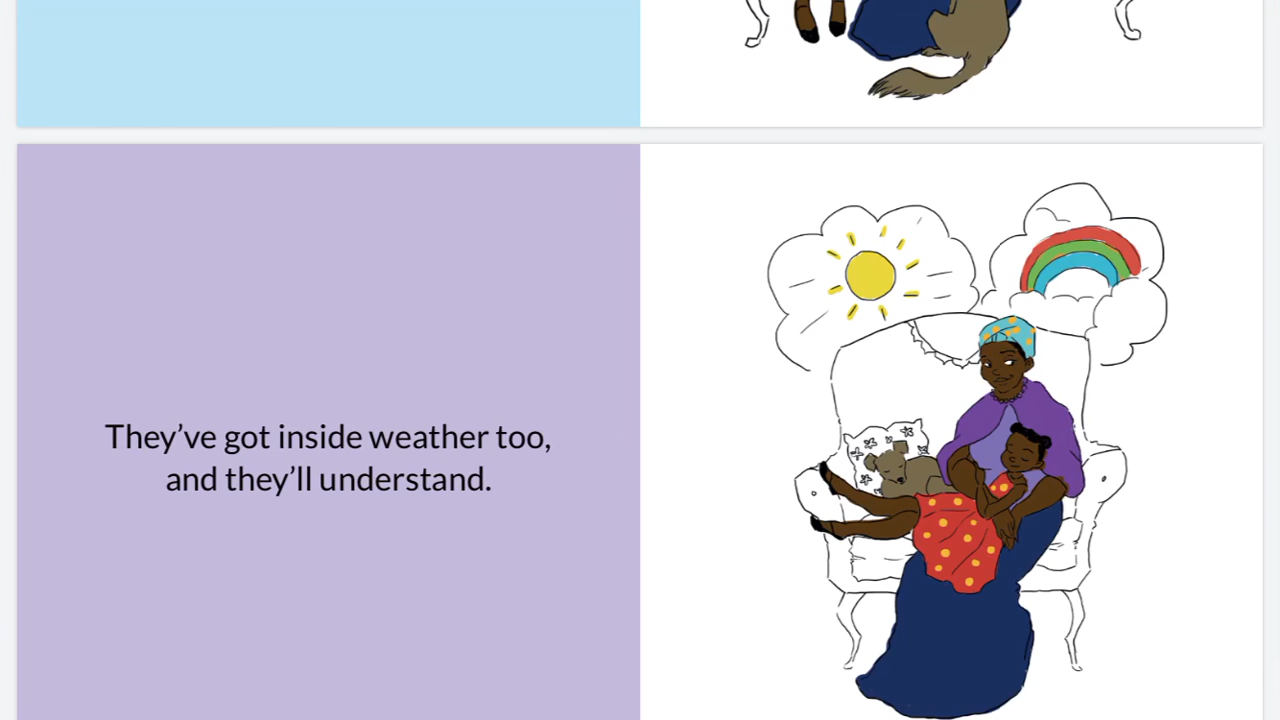 They’ve got inside weather too,
and they’ll understand.